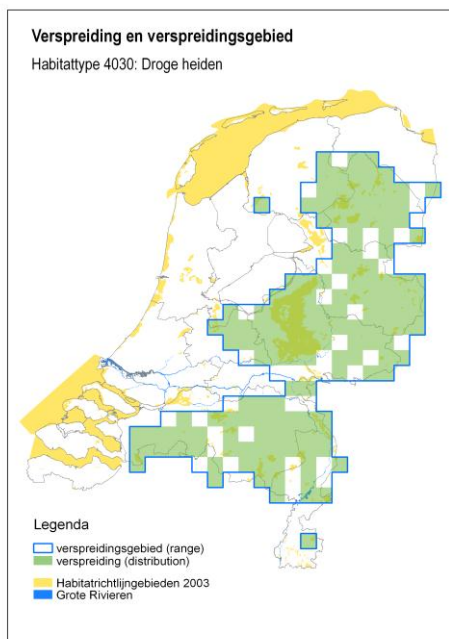 Verspreiding en verspreidingsgebied
Habitattype 4030: Droge heiden
Legenda
verspreidingsgebied (range)
verspreiding (distribution)
Habitatrichtlijngebieden 2003
Grote Rivieren